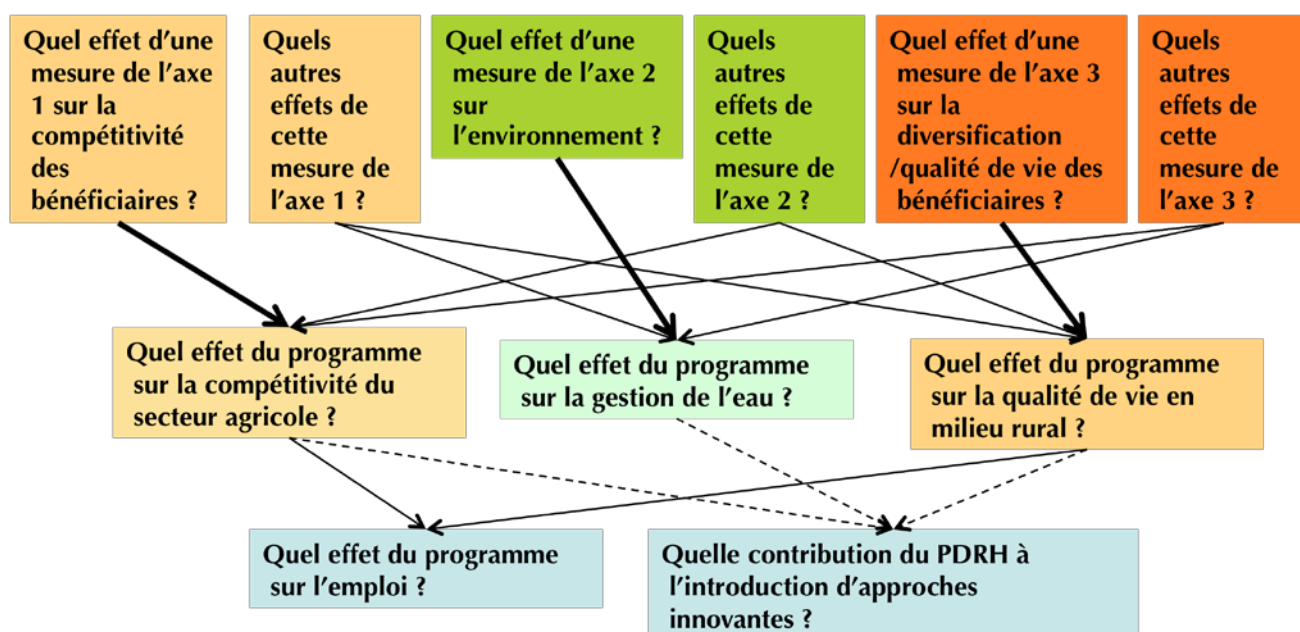 Quel effet d’une
mesure de l’axe
1 sur la
compétitivité
des
bénéficiaires ?
Quels
autres
effets de
cette
mesure de
l’axe 1 ?
Quel effet d’une
mesure de l’axe 2
sur
l’environnement ?
Quels
autres
effets de
cette
mesure de
l’axe 2 ?
Quel effet d’une
mesure de l’axe 3
sur la
diversification
/qualité de vie des
bénéficiaires ?
Quels
autres
effets de
cette
mesure de
l’axe 3 ?
Quel effet du programme
sur la compétitivité du
secteur agricole ?
Quel effet du programme
sur la gestion de l’eau ?
Quel effet du programme
sur la qualité de vie en
milieu rural ?
Quel effet du programme
sur l’emploi ?
Quelle contribution du PDRH à
l’introduction d’approches
innovantes ?